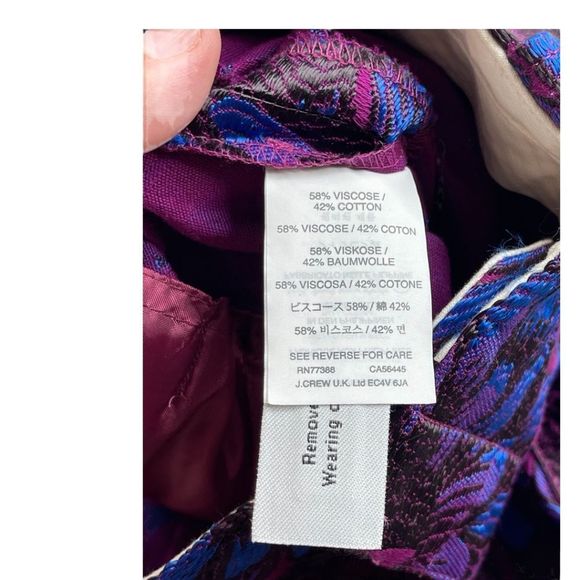 58% VISCOSE /
42% COTTON
58% VISCOSE / 42% COTON
58% VISKOSE /
42% BAUMWOLLE
58% VISCOSA / 42% COTONE
ビスコース 58% / 綿 42%
58% 비스코스 / 42% 면
SEE REVERSE FOR CARE
RN77388 CA56445
J.CREW U.K. Ltd EC4V 6JA
Remove
Wearing o